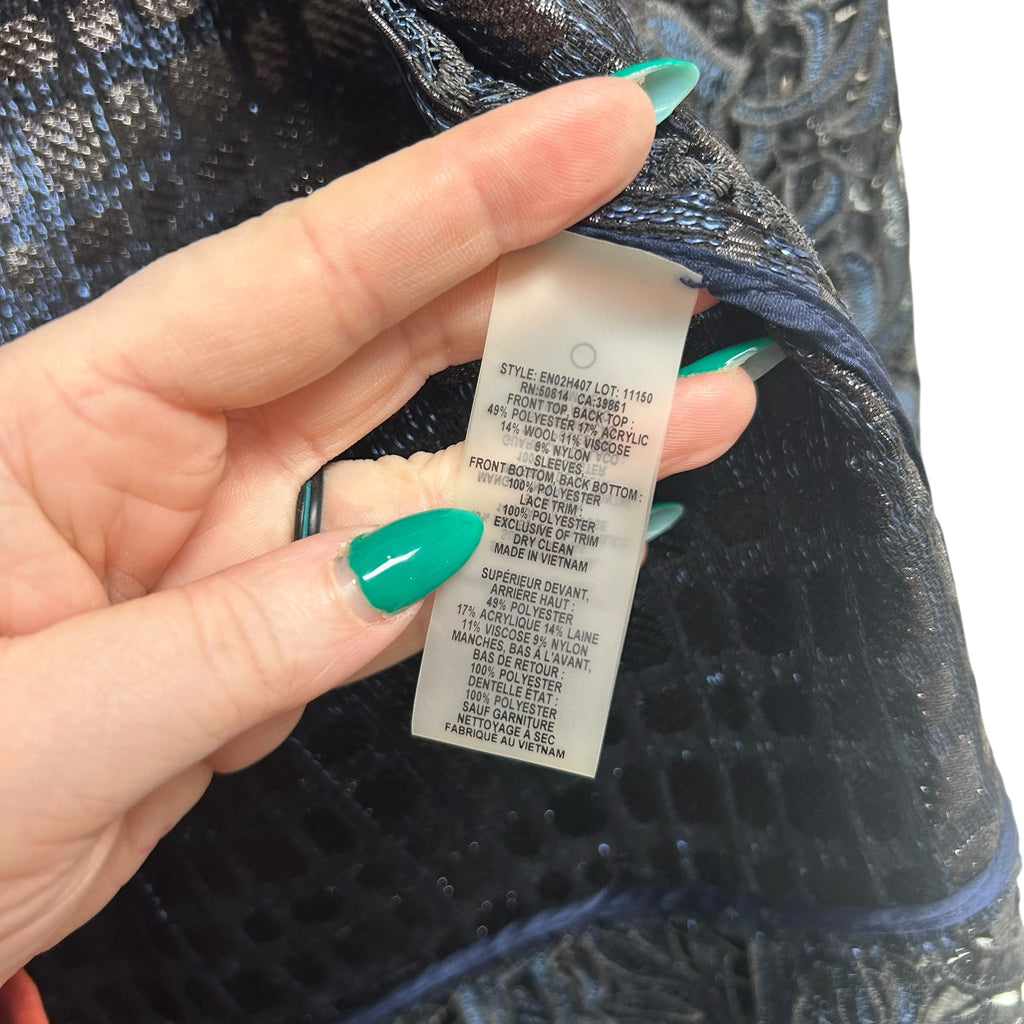 STYLE: EN02H407 LOT: 11150
RN:50814 CA:39861
FRONT TOP, BACK TOP :
49% POLYESTER 17% ACRYLIC
14% WOOL 11% VISCOSE
9% NYLON
SLEEVES,
FRONT BOTTOM, BACK BOTTOM :
100% POLYESTER
LACE TRIM :
100% POLYESTER
EXCLUSIVE OF TRIM
DRY CLEAN
MADE IN VIETNAM
SUPÉRIEUR DEVANT,
ARRIERE HAUT :
49% POLYESTER
17% ACRYLIQUE 14% LAINE
11% VISCOSE 9% NYLON
MANCHES, BAS À L'AVANT,
BAS DE RETOUR :
100% POLYESTER
DENTELLE ÉTAT :
100% POLYESTER
SAUF GARNITURE
NETTOYAGE À SEC
FABRIQUÉ AU VIETNAM